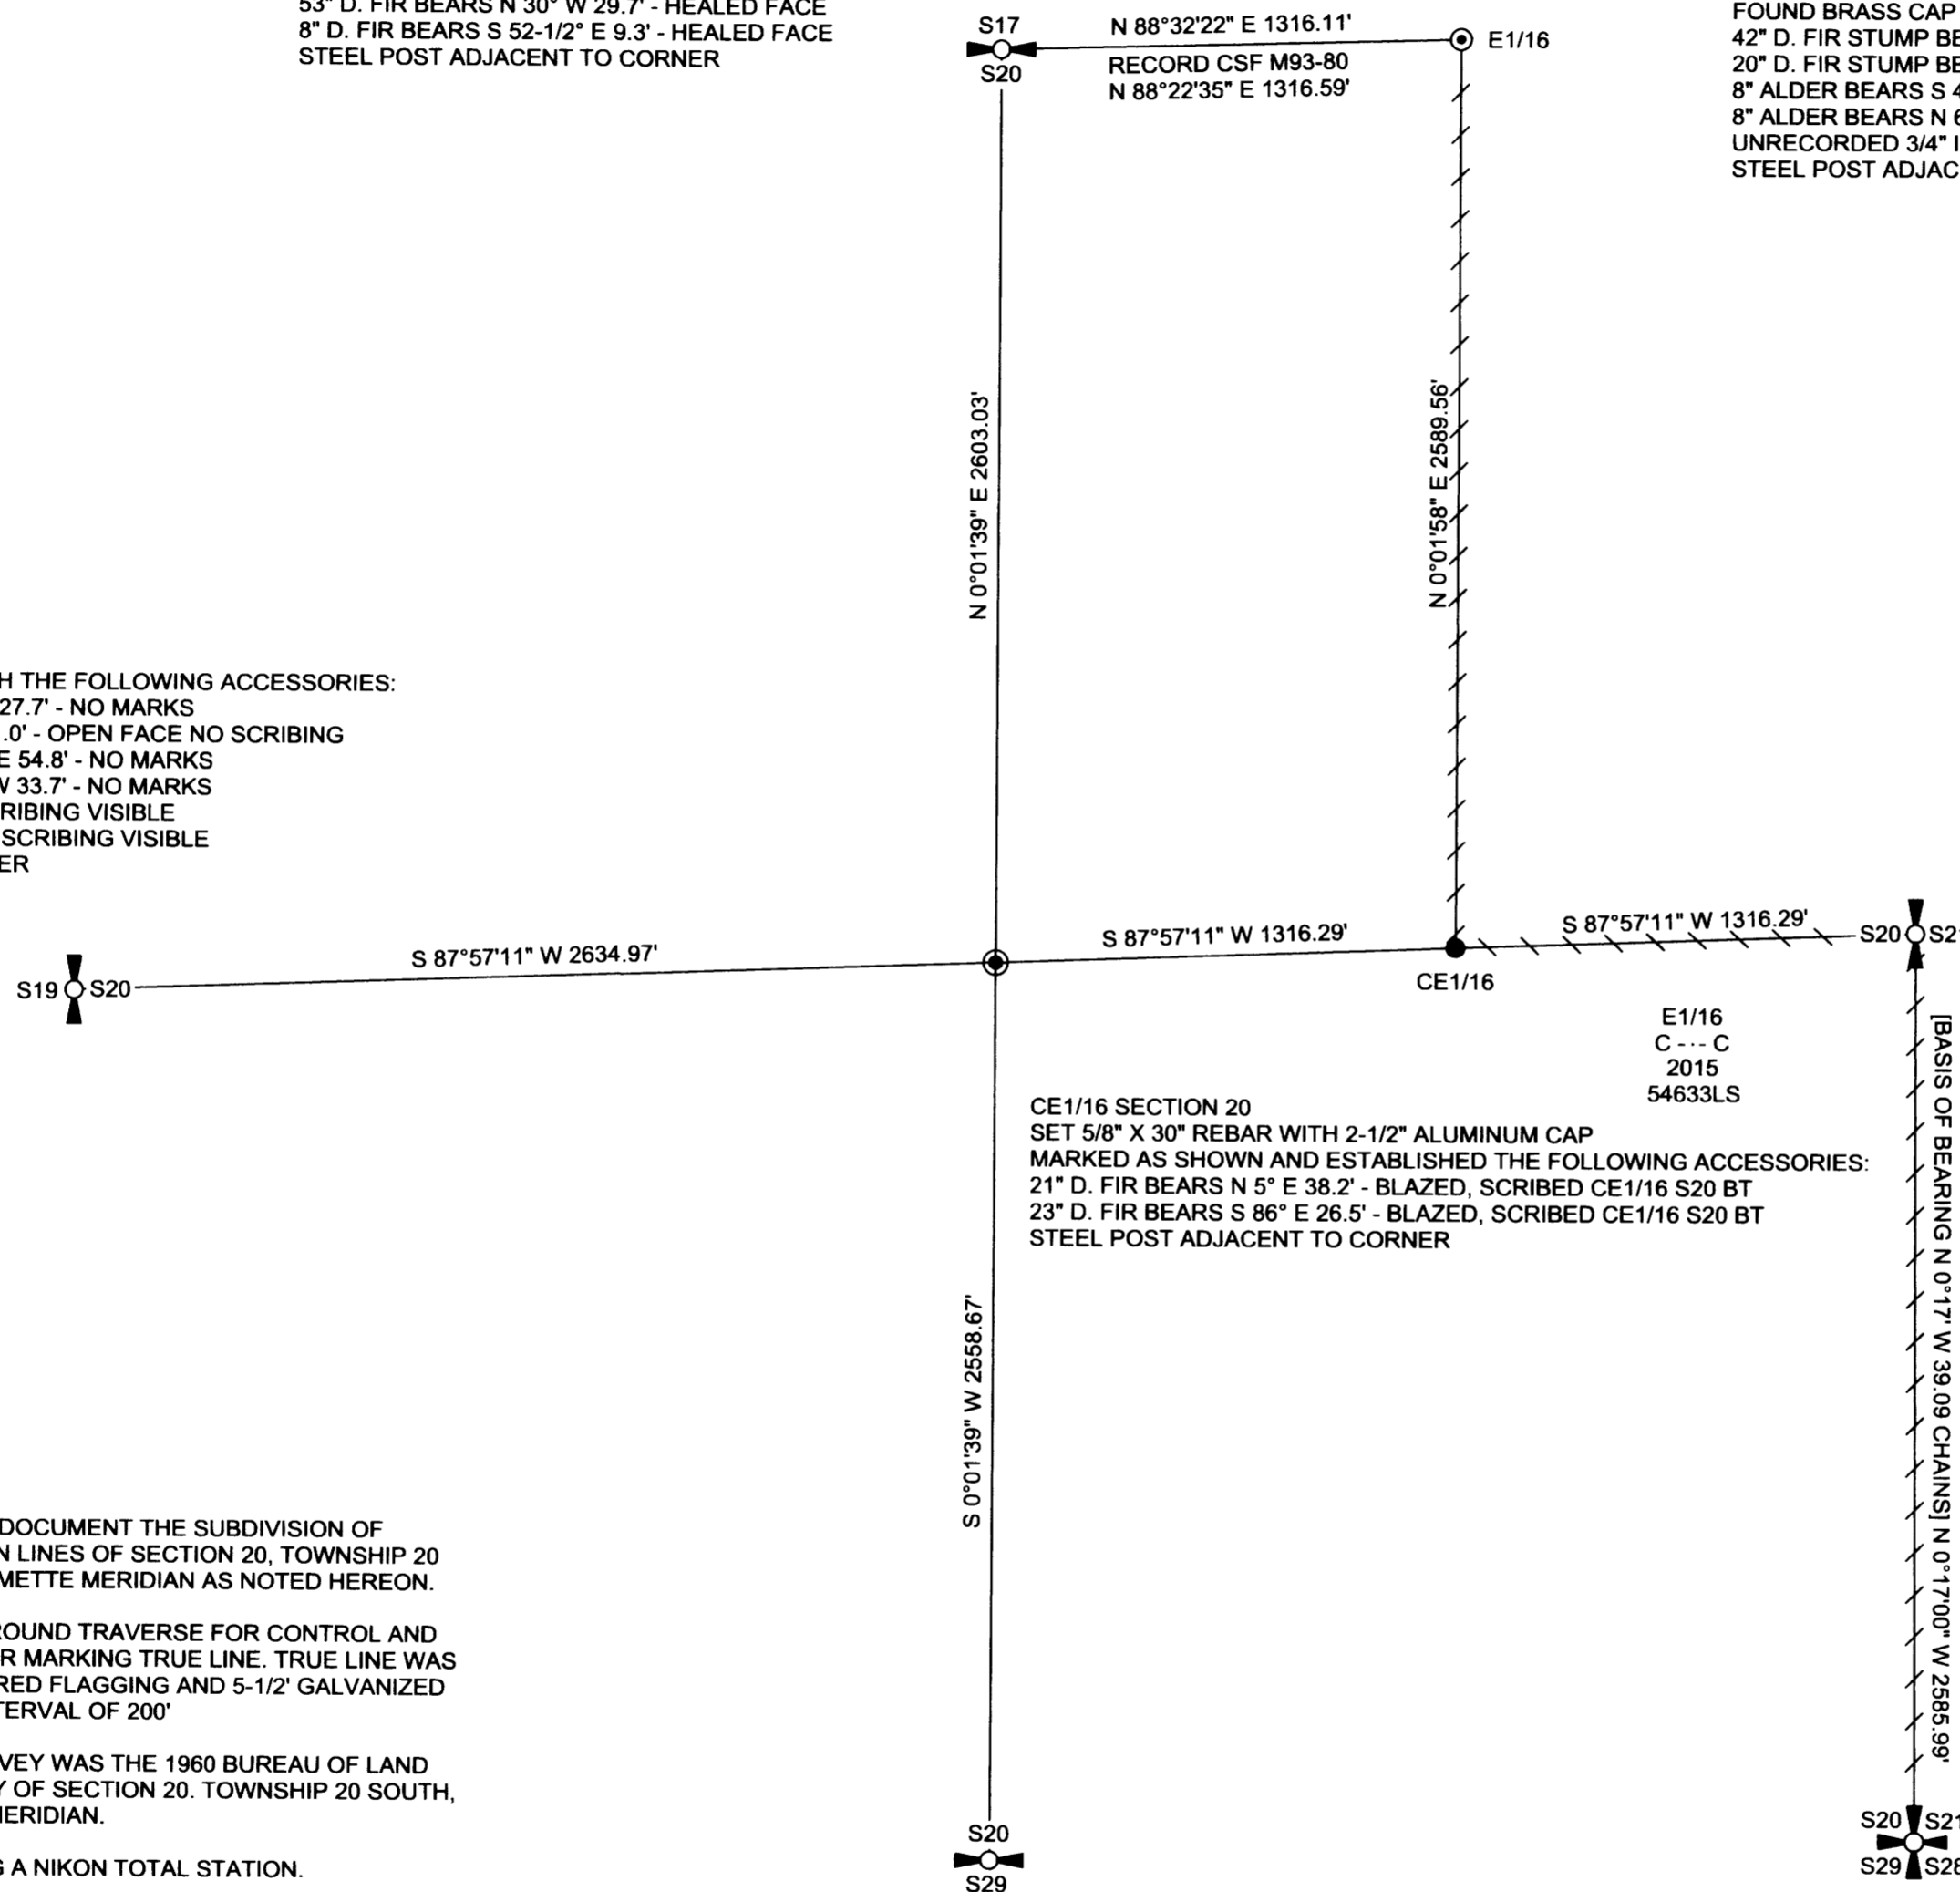 53" D. FIR BEARS N 30° W 29.7' - HEALED FACE
8" D. FIR BEARS S 52-1/2° E 9.3' - HEALED FACE
STEEL POST ADJACENT TO CORNER
S17
S20
N 88°32'22" E 1316.11'
RECORD CSF M93-80
N 88°22'35" E 1316.59'
E1/16
FOUND BRASS CAP
42" D. FIR STUMP BE
20" D. FIR STUMP BE
8" ALDER BEARS S 4
8" ALDER BEARS N 6
UNRECORDED 3/4" I
STEEL POST ADJAC
N 0°01'39" E 2603.03'
N 0°01'58" E 2589.56'
H THE FOLLOWING ACCESSORIES:
27.7' - NO MARKS
.0' - OPEN FACE NO SCRIBING
E 54.8' - NO MARKS
W 33.7' - NO MARKS
RIBING VISIBLE
SCRIBING VISIBLE
ER
S19
S20
S 87°57'11" W 2634.97'
S 87°57'11" W 1316.29'
S 87°57'11" W 1316.29'
S20
S2
CE1/16
E1/16
C -·- C
2015
54633LS
CE1/16 SECTION 20
SET 5/8" X 30" REBAR WITH 2-1/2" ALUMINUM CAP
MARKED AS SHOWN AND ESTABLISHED THE FOLLOWING ACCESSORIES:
21" D. FIR BEARS N 5° E 38.2' - BLAZED, SCRIBED CE1/16 S20 BT
23" D. FIR BEARS S 86° E 26.5' - BLAZED, SCRIBED CE1/16 S20 BT
STEEL POST ADJACENT TO CORNER
S 0°01'39" W 2558.67'
[BASIS OF BEARING N 0°17' W 39.09 CHAINS] N 0°17'00" W 2585.99'
DOCUMENT THE SUBDIVISION OF
N LINES OF SECTION 20, TOWNSHIP 20
METTE MERIDIAN AS NOTED HEREON.
ROUND TRAVERSE FOR CONTROL AND
R MARKING TRUE LINE. TRUE LINE WAS
RED FLAGGING AND 5-1/2' GALVANIZED
TERVAL OF 200'
VEY WAS THE 1960 BUREAU OF LAND
Y OF SECTION 20. TOWNSHIP 20 SOUTH,
MERIDIAN.
G A NIKON TOTAL STATION.
S20
S29
S20
S21
S29
S28